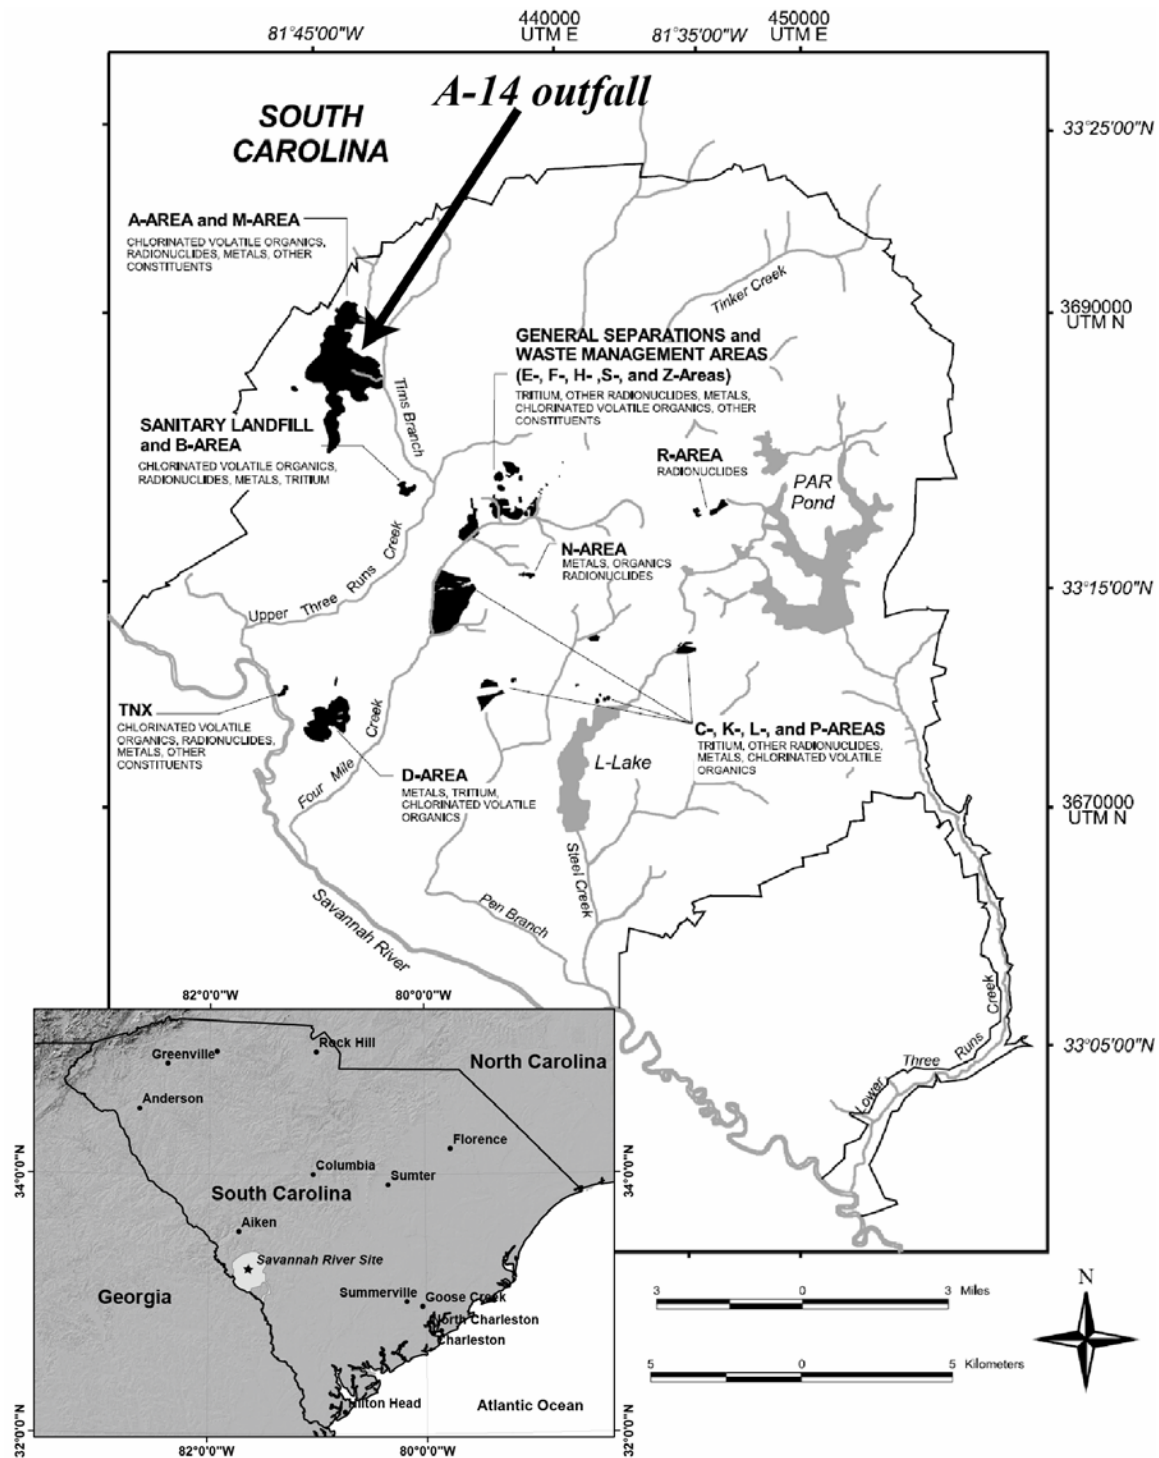 440000
UTM E
450000
UTM E
81°45'00"W
81°35'00"W
A-14 outfall
SOUTH
CAROLINA
33°25'00"N
A-AREA and M-AREA
CHLORINATED VOLATILE ORGANICS,
RADIONUCLIDES, METALS, OTHER
CONSTITUENTS
Tinker Creek
3690000
UTM N
GENERAL SEPARATIONS and
WASTE MANAGEMENT AREAS
(E-, F-, H- ,S-, and Z-Areas)
TRITIUM, OTHER RADIONUCLIDES, METALS,
CHLORINATED VOLATILE ORGANICS, OTHER
CONSTITUENTS
Tims Branch
SANITARY LANDFILL
and B-AREA
CHLORINATED VOLATILE ORGANICS,
RADIONUCLIDES, METALS, TRITIUM
R-AREA
RADIONUCLIDES
PAR
Pond
N-AREA
METALS, ORGANICS
RADIONUCLIDES
33°15'00"N
Upper Three Runs Creek
TNX
CHLORINATED VOLATILE
ORGANICS, RADIONUCLIDES,
METALS, OTHER
CONSTITUENTS
C-, K-, L-, and P-AREAS
TRITIUM, OTHER RADIONUCLIDES,
METALS, CHLORINATED VOLATILE
ORGANICS
L-Lake
D-AREA
METALS, TRITIUM,
CHLORINATED VOLATILE
ORGANICS
Four Mile Creek
3670000
UTM N
Steel Creek
Pen Branch
Savannah River
Lower Three Runs Creek
33°05'00"N
82°0'0"W
80°0'0"W
Rock Hill
Greenville
North Carolina
Anderson
Florence
Columbia
Sumter
South Carolina
34°0'0"N
34°0'0"N
Aiken
Savannah River Site
Georgia
Summerville
Goose Creek
North Charleston
Charleston
Hilton Head
Atlantic Ocean
32°0'0"N
32°0'0"N
82°0'0"W
80°0'0"W
3 0 3 Miles
5 0 5 Kilometers
N